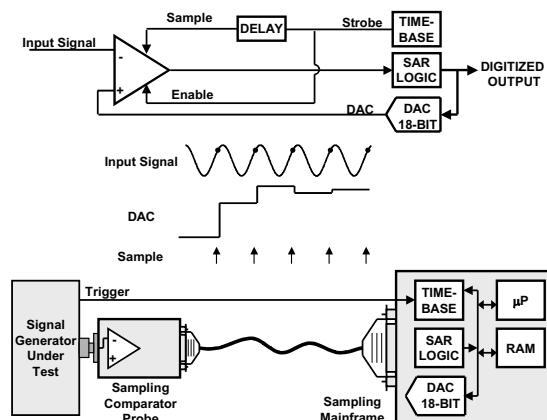 Sample
DELAY
Strobe
TIME-
BASE
Input Signal
-
+
SAR
LOGIC
DIGITIZED
OUTPUT
Enable
DAC
DAC
18-BIT
Input Signal
DAC
Sample
Trigger
Signal
Generator
Under
Test
-
+
Sampling
Comparator
Probe
Sampling
Mainframe
TIME-
BASE
µP
SAR
LOGIC
RAM
DAC
18-BIT